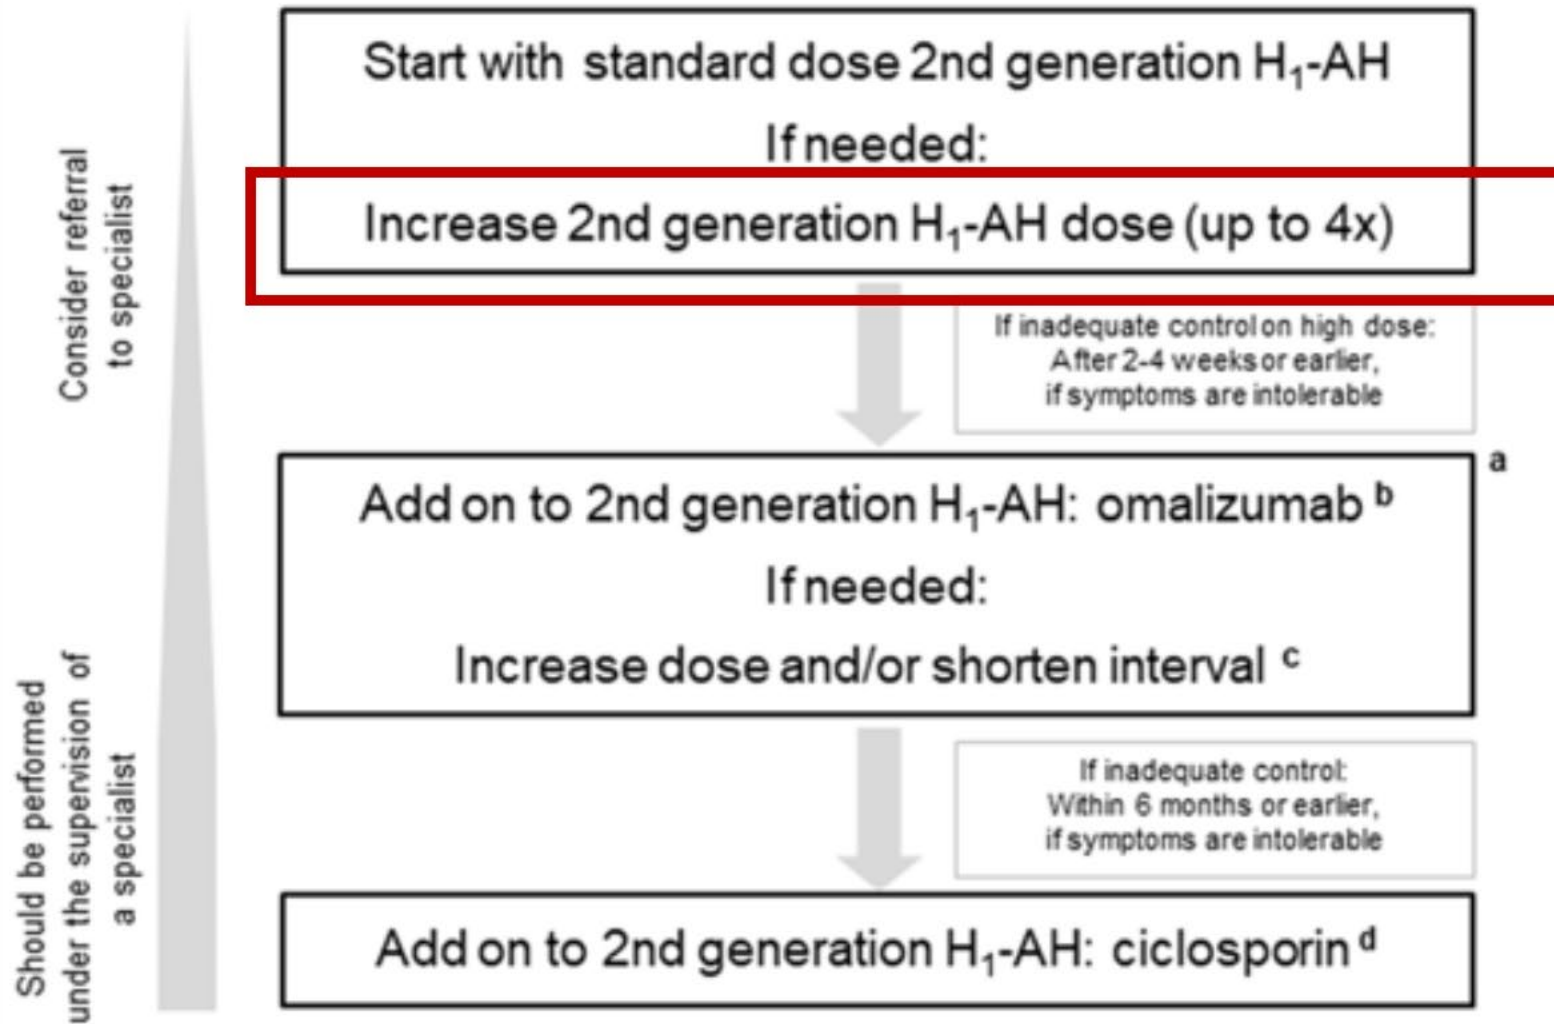 Start with standard dose 2nd generation H₁-AH
If needed:
Increase 2nd generation H₁-AH dose (up to 4x)
Consider referral
to specialist
If inadequate control on high dose:
After 2-4 weeks or earlier,
if symptoms are intolerable
a
Add on to 2nd generation H₁-AH: omalizumab b
If needed:
Increase dose and/or shorten interval c
Should be performed
under the supervision of
a specialist
If inadequate control:
Within 6 months or earlier,
if symptoms are intolerable
Add on to 2nd generation H₁-AH: ciclosporin d